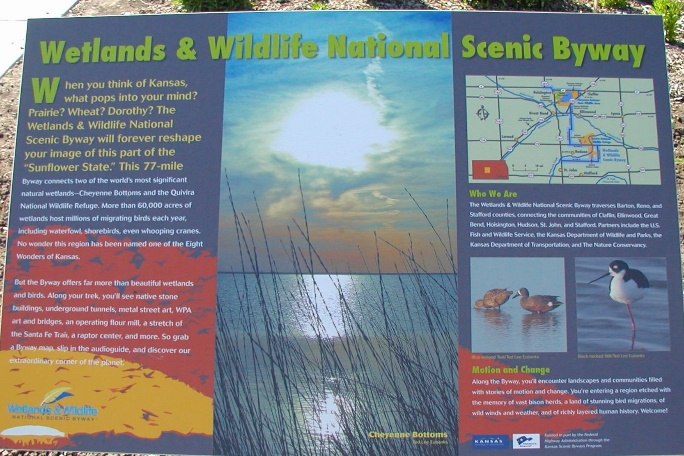 Wetlands & Wildlife National Scenic Byway
When you think of Kansas,
what pops into your mind?
Prairie? Wheat? Dorothy? The
Wetlands & Wildlife National
Scenic Byway will forever reshape
your image of this part of the
"Sunflower State." This 77-mile
Byway connects two of the world's most significant
natural wetlands—Cheyenne Bottoms and the Quivira
National Wildlife Refuge. More than 60,000 acres of
wetlands host millions of migrating birds each year,
including waterfowl, shorebirds, even whooping cranes.
No wonder this region has been named one of the Eight
Wonders of Kansas.
But the Byway offers far more than beautiful wetlands
and birds. Along your trek, you'll see native stone
buildings, underground tunnels, metal street art, WPA
art and bridges, an operating flour mill, a stretch of
the Santa Fe Trail, a raptor center, and more. So grab
a Byway map, slip in the audioguide, and discover our
extraordinary corner of the planet.
Wetlands & Wildlife
NATIONAL SCENIC BYWAY
Cheyenne Bottoms
Who We Are
The Wetlands & Wildlife National Scenic Byway traverses Barton, Reno, and
Stafford counties, connecting the communities of Claflin, Ellinwood, Great
Bend, Hoisington, Hudson, St. John, and Stafford. Partners include the U.S.
Fish and Wildlife Service, the Kansas Department of Wildlife and Parks, the
Kansas Department of Transportation, and The Nature Conservancy.
Motion and Change
Along the Byway, you'll encounter landscapes and communities filled
with stories of motion and change. You're entering a region etched with
the memory of vast bison herds, a land of stunning bird migrations, of
wild winds and weather, and of richly layered human history. Welcome!
KANSAS
Funded in part by the Federal
Highway Administration through the
Kansas Scenic Byways Program.